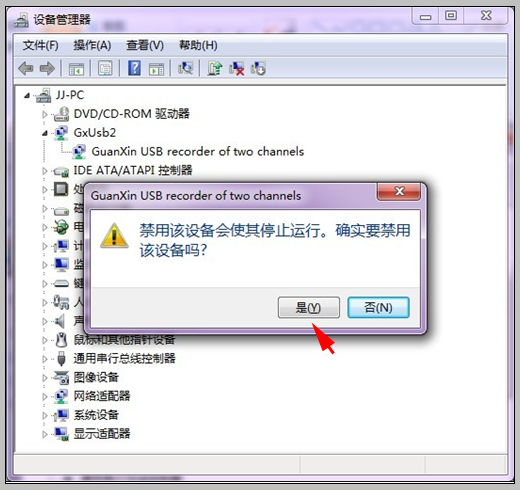 设备管理器
文件(F) 操作(A) 查看(V) 帮助(H)
JJ-PC
DVD/CD-ROM 驱动器
GxUsb2
GuanXin USB recorder of two channels
IDE ATA/ATAPI 控制器
处
GuanXin USB recorder of two channels
禁用该设备会使其停止运行。确实要禁用
该设备吗?
是(Y) 否(N)
磁
电
计
监
键
人
声
鼠标和其他指针设备
通用串行总线控制器
图像设备
网络适配器
系统设备
显示适配器